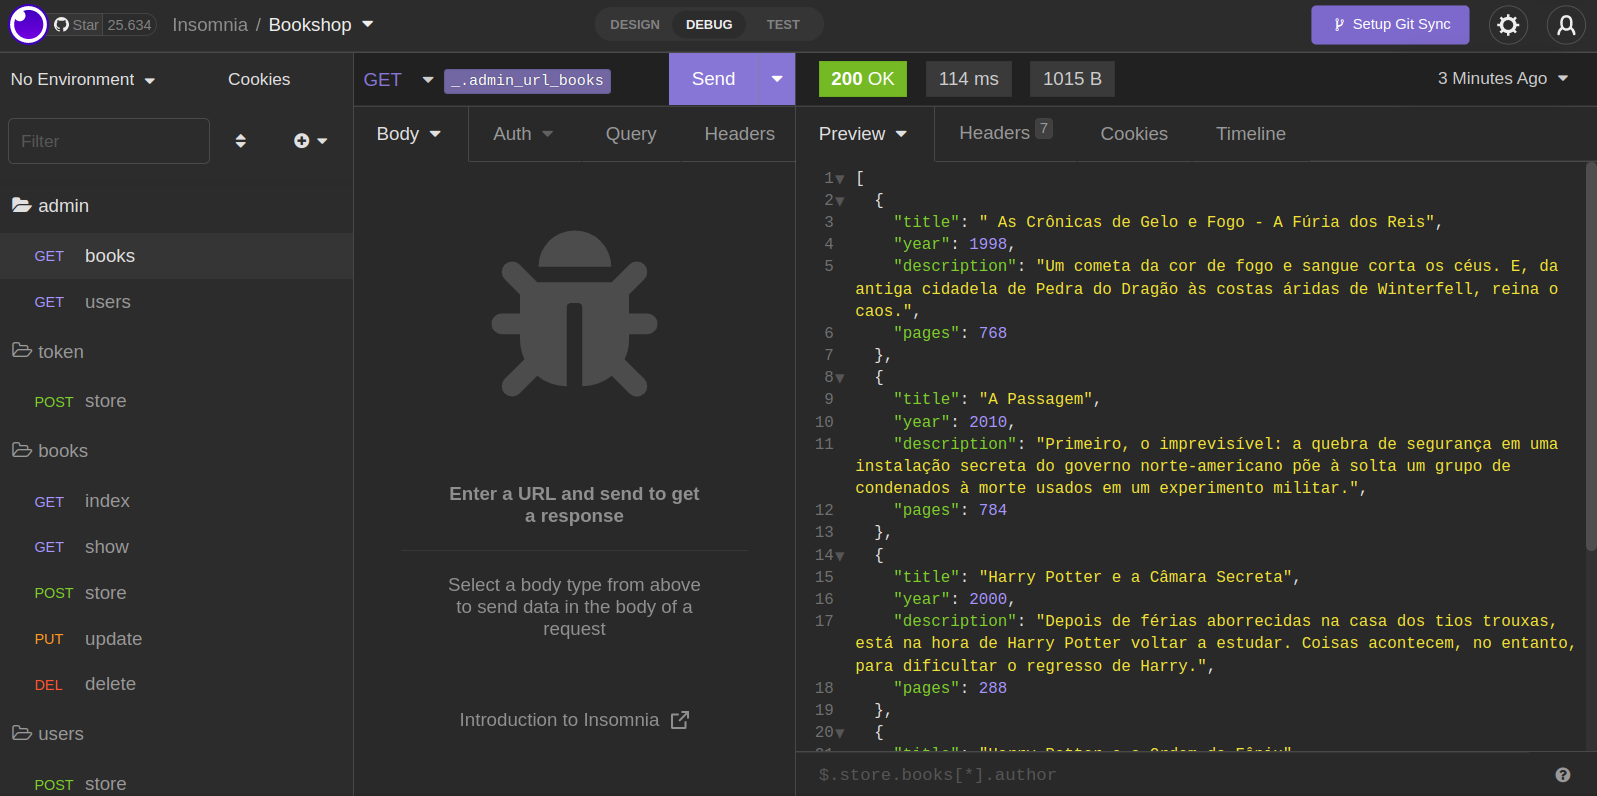 Star 25.634
Insomnia / Bookshop
DESIGN DEBUG TEST
Setup Git Sync
No Environment
Cookies
GET _.admin_url_books
Send
200 OK
114 ms
1015 B
3 Minutes Ago
Filter
Body
Auth
Query
Headers
Preview
Headers 7
Cookies
Timeline
admin
GET books
GET users
token
POST store
books
GET index
GET show
POST store
PUT update
DEL delete
users
POST store
Enter a URL and send to get
a response
Select a body type from above
to send data in the body of a
request
Introduction to Insomnia
1 [
2 {
3 "title": " As Crônicas de Gelo e Fogo - A Fúria dos Reis",
4 "year": 1998,
5 "description": "Um cometa da cor de fogo e sangue corta os céus. E, da
antiga cidadela de Pedra do Dragão às costas áridas de Winterfell, reina o
caos.",
6 "pages": 768
7 },
8 {
9 "title": "A Passagem",
10 "year": 2010,
11 "description": "Primeiro, o imprevisível: a quebra de segurança em uma
instalação secreta do governo norte-americano põe à solta um grupo de
condenados à morte usados em um experimento militar.",
12 "pages": 784
13 },
14 {
15 "title": "Harry Potter e a Câmara Secreta",
16 "year": 2000,
17 "description": "Depois de férias aborrecidas na casa dos tios trouxas,
está na hora de Harry Potter voltar a estudar. Coisas acontecem, no entanto,
para dificultar o regresso de Harry.",
18 "pages": 288
19 },
20 {
21 "title": "Harry Potter e a Ordem da Fênix",
$.store.books[*].author